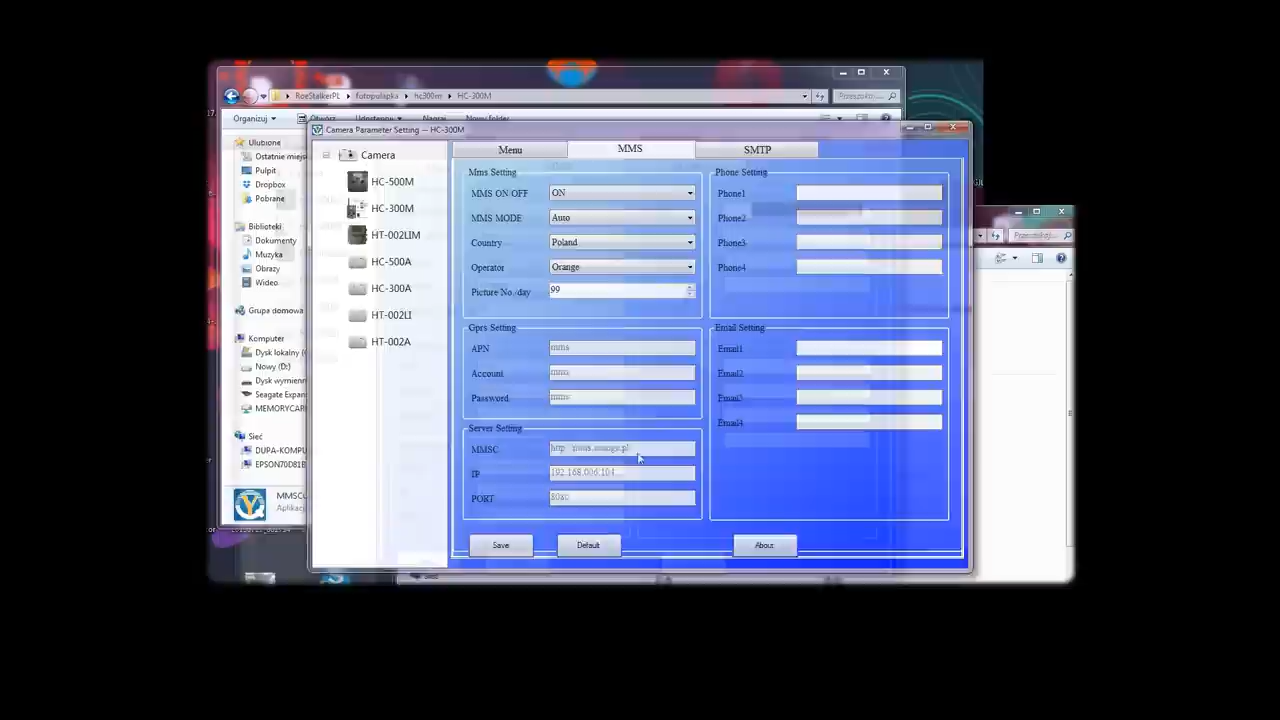 RoeStalkerPL fotopulapka hc300m HC-300M
Organizuj
Camera Parameter Setting -- HC-300M
Ulubione
Ostatnie miejs
Pulpit
Dropbox
Pobrane
Biblioteki
Dokumenty
Muzyka
Obrazy
Wideo
Grupa domowa
Komputer
Dysk lokalny (
Nowy (D:)
Dysk wymienn
Seagate Expan
MEMORYCAR
Sieć
DUPA-KOMPU
EPSON70D81B
Aplikac
Camera
HC-500M
HC-300M
HT-002LIM
HC-500A
HC-300A
HT-002LI
HT-002A
Menu
MMS
SMTP
Mms Setting
MMS ON/OFF ON
MMS MODE Auto
Country Poland
Operator Orange
Picture No./day 99
Gprs Setting
APN mms
Account mms
Password mms
Server Setting
MMSC
IP 192.168.006.104
PORT 8080
Phone Setting
Phone1
Phone2
Phone3
Phone4
Email Setting
Email1
Email2
Email3
Email4
Save
Default
About